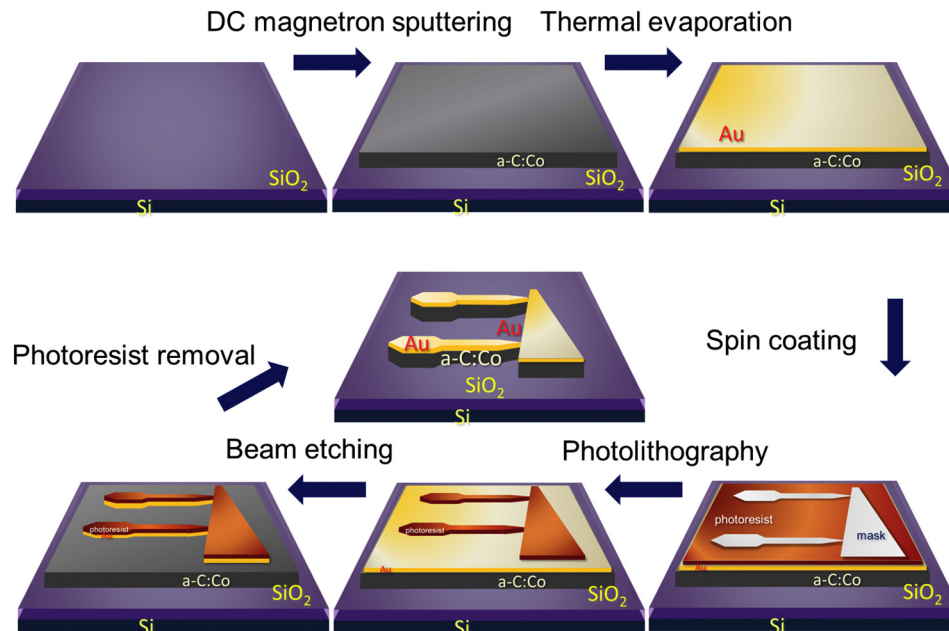 DC magnetron sputtering
Thermal evaporation
SiO₂
Si
a-C:Co
SiO₂
Si
Au
a-C:Co
SiO₂
Si
Photoresist removal
Au
Au
a-C:Co
SiO₂
Si
Spin coating
Beam etching
Photolithography
photoresist
Au
a-C:Co
SiO₂
Si
photoresist
Au
a-C:Co
SiO₂
Si
photoresist
mask
Au
a-C:Co
SiO₂
Si